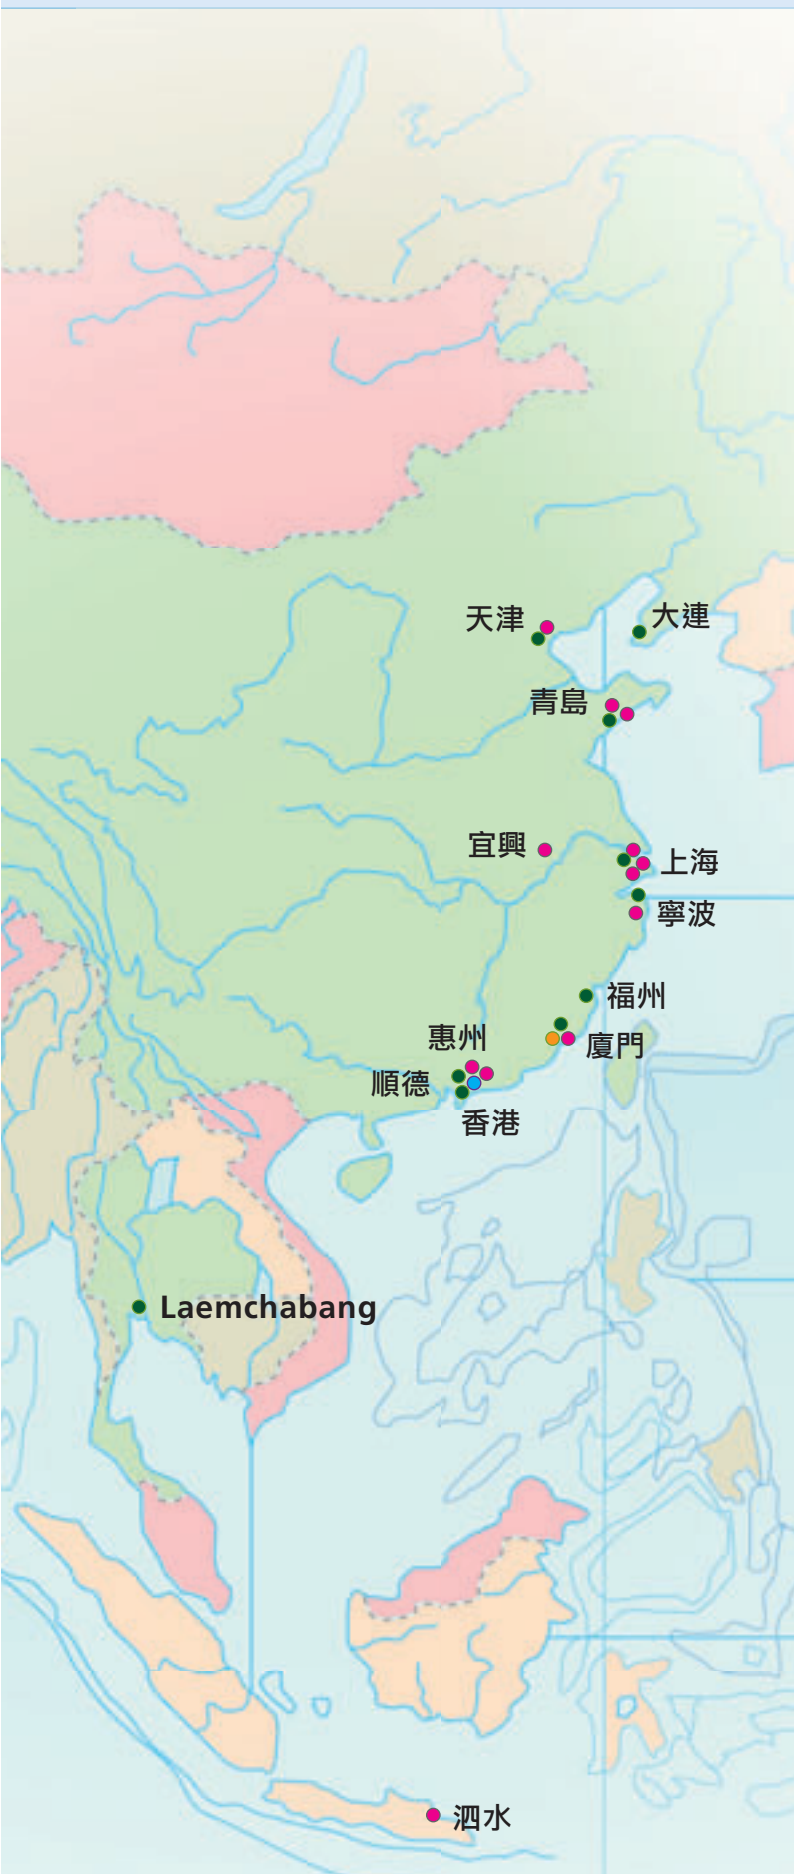 天津
大連
青島
宜興
上海
寧波
福州
惠州
廈門
順德
香港
Laemchabang
泗水